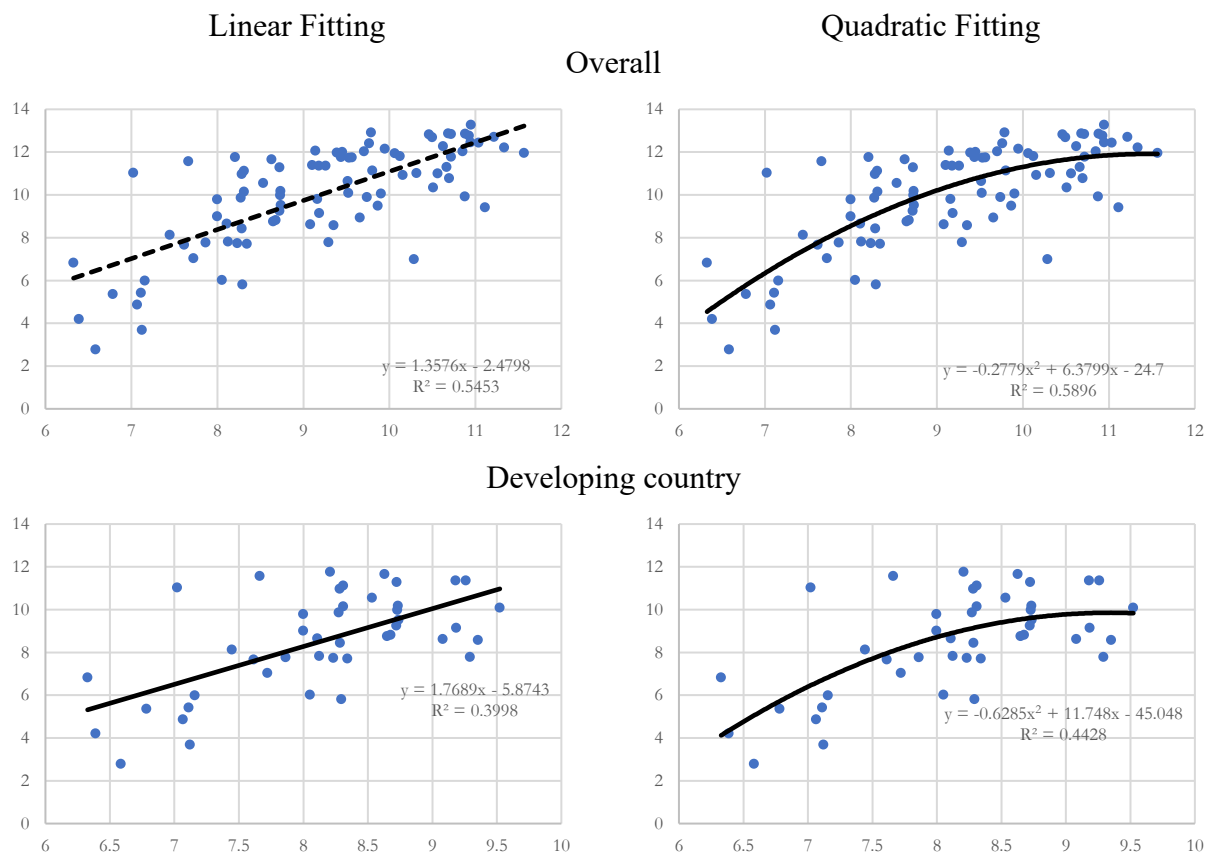 Linear Fitting
Quadratic Fitting
Overall
14
12
10
8
6
4
2
0
6 7 8 9 10 11 12
y = 1.3576x - 2.4798
R² = 0.5453
14
12
10
8
6
4
2
0
6 7 8 9 10 11 12
y = -0.2779x² + 6.3799x - 24.7
R² = 0.5896
Developing country
14
12
10
8
6
4
2
0
6 6.5 7 7.5 8 8.5 9 9.5 10
y = 1.7689x - 5.8743
R² = 0.3998
14
12
10
8
6
4
2
0
6 6.5 7 7.5 8 8.5 9 9.5 10
y = -0.6285x² + 11.748x - 45.048
R² = 0.4428